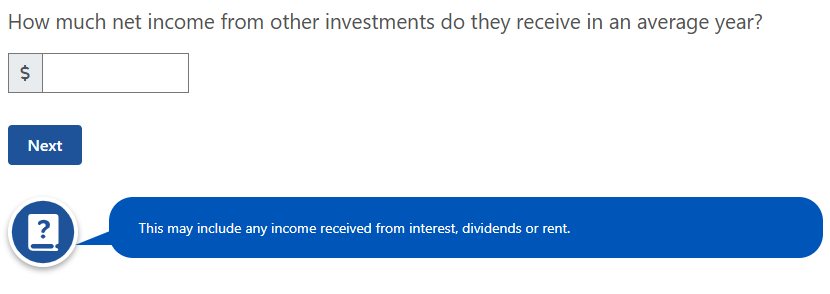 How much net income from other investments do they receive in an average year?
$
Next
?
This may include any income received from interest, dividends or rent.